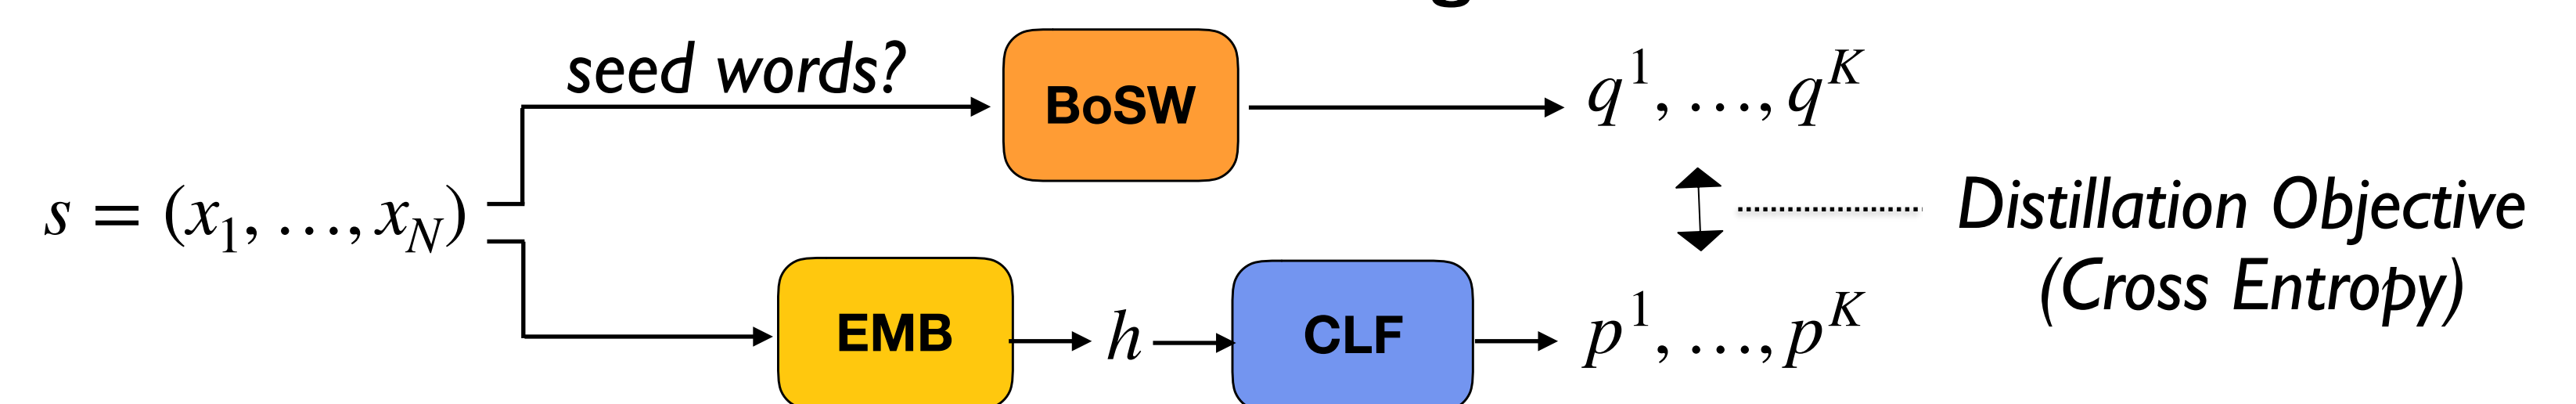 seed words?
BoSW
q^1, …, q^K
s = (x_1, …, x_N)
Distillation Objective
(Cross Entropy)
EMB
h
CLF
p^1, …, p^K